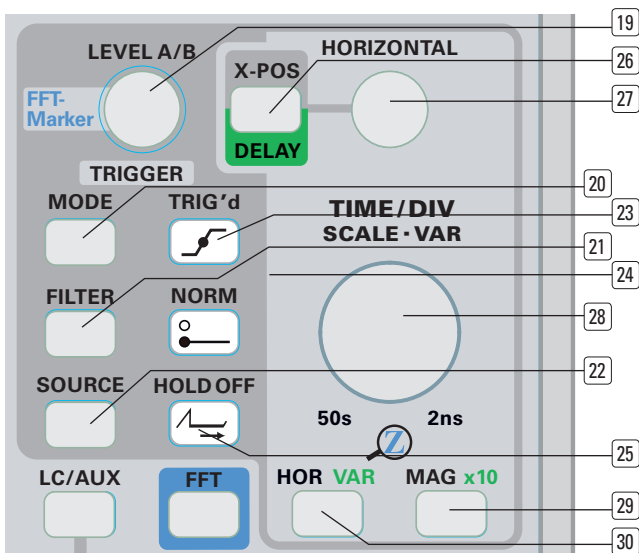 19
LEVEL A/B
HORIZONTAL
26
X-POS
FFT-
Marker
27
DELAY
TRIGGER
20
MODE
TRIG'd
TIME/DIV
23
SCALE·VAR
21
24
FILTER
NORM
28
22
SOURCE
HOLD OFF
50s
2ns
Z
25
LC/AUX
FFT
HOR VAR
MAG x10
29
30